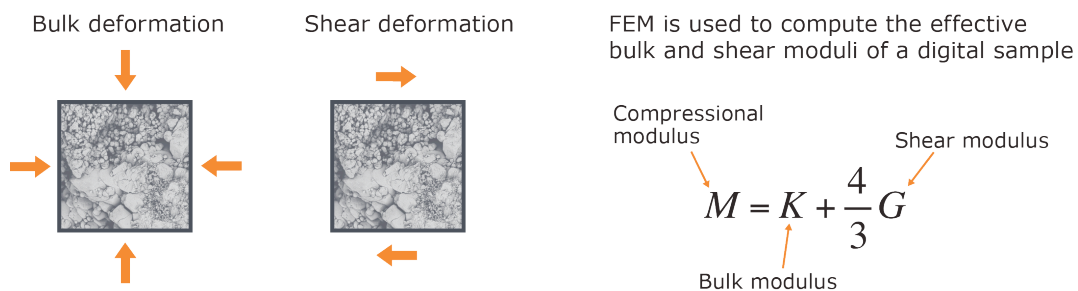 Bulk deformation
Shear deformation
FEM is used to compute the effective
bulk and shear moduli of a digital sample
Compressional
modulus
Shear modulus
M = K + 4/3 G
Bulk modulus